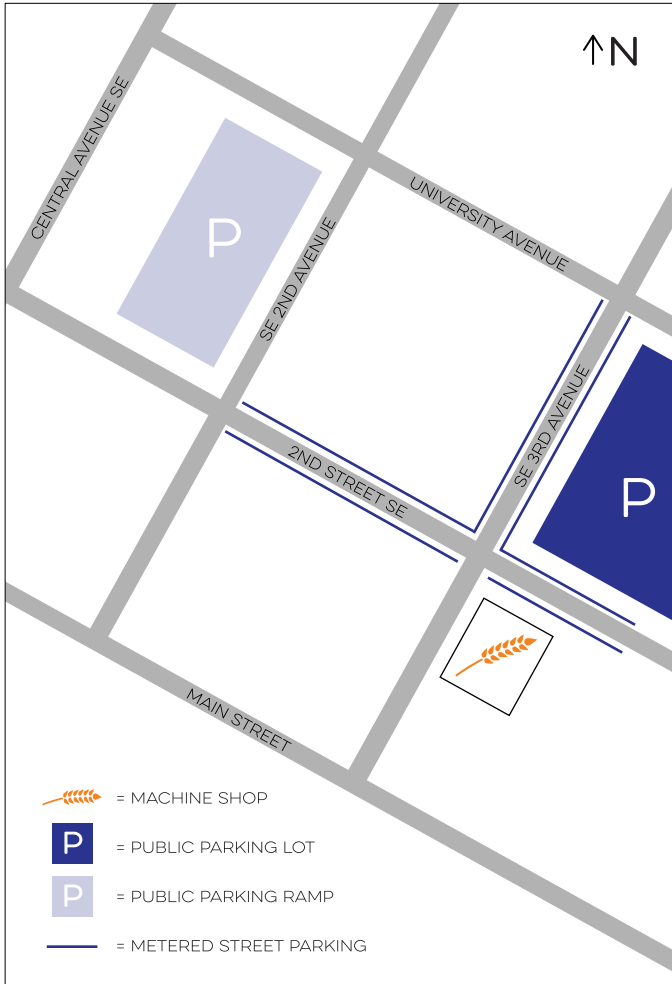 ↑N
CENTRAL AVENUE SE
UNIVERSITY AVENUE
P
SE 2ND AVENUE
SE 3RD AVENUE
2ND STREET SE
P
MAIN STREET
= MACHINE SHOP
P = PUBLIC PARKING LOT
P = PUBLIC PARKING RAMP
= METERED STREET PARKING